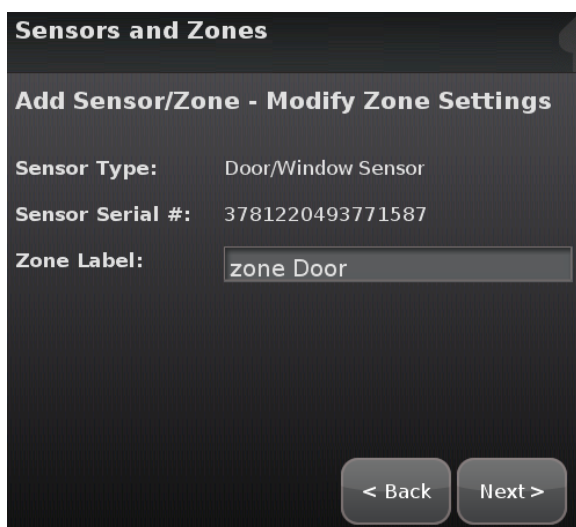 Sensors and Zones
Add Sensor/Zone - Modify Zone Settings
Sensor Type: Door/Window Sensor
Sensor Serial #: 3781220493771587
Zone Label: zone Door
< Back Next >